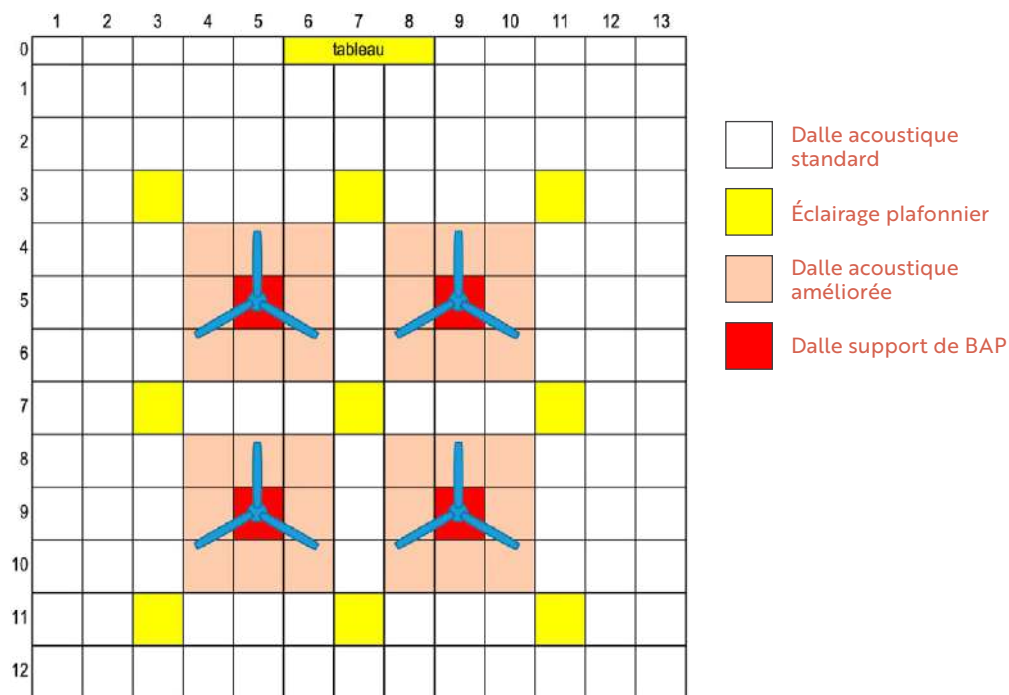 1 2 3 4 5 6 7 8 9 10 11 12 13
0 tableau
1
2
3
4
5
6
7
8
9
10
11
12
Dalle acoustique
standard
Éclairage plafonnier
Dalle acoustique
améliorée
Dalle support de BAP